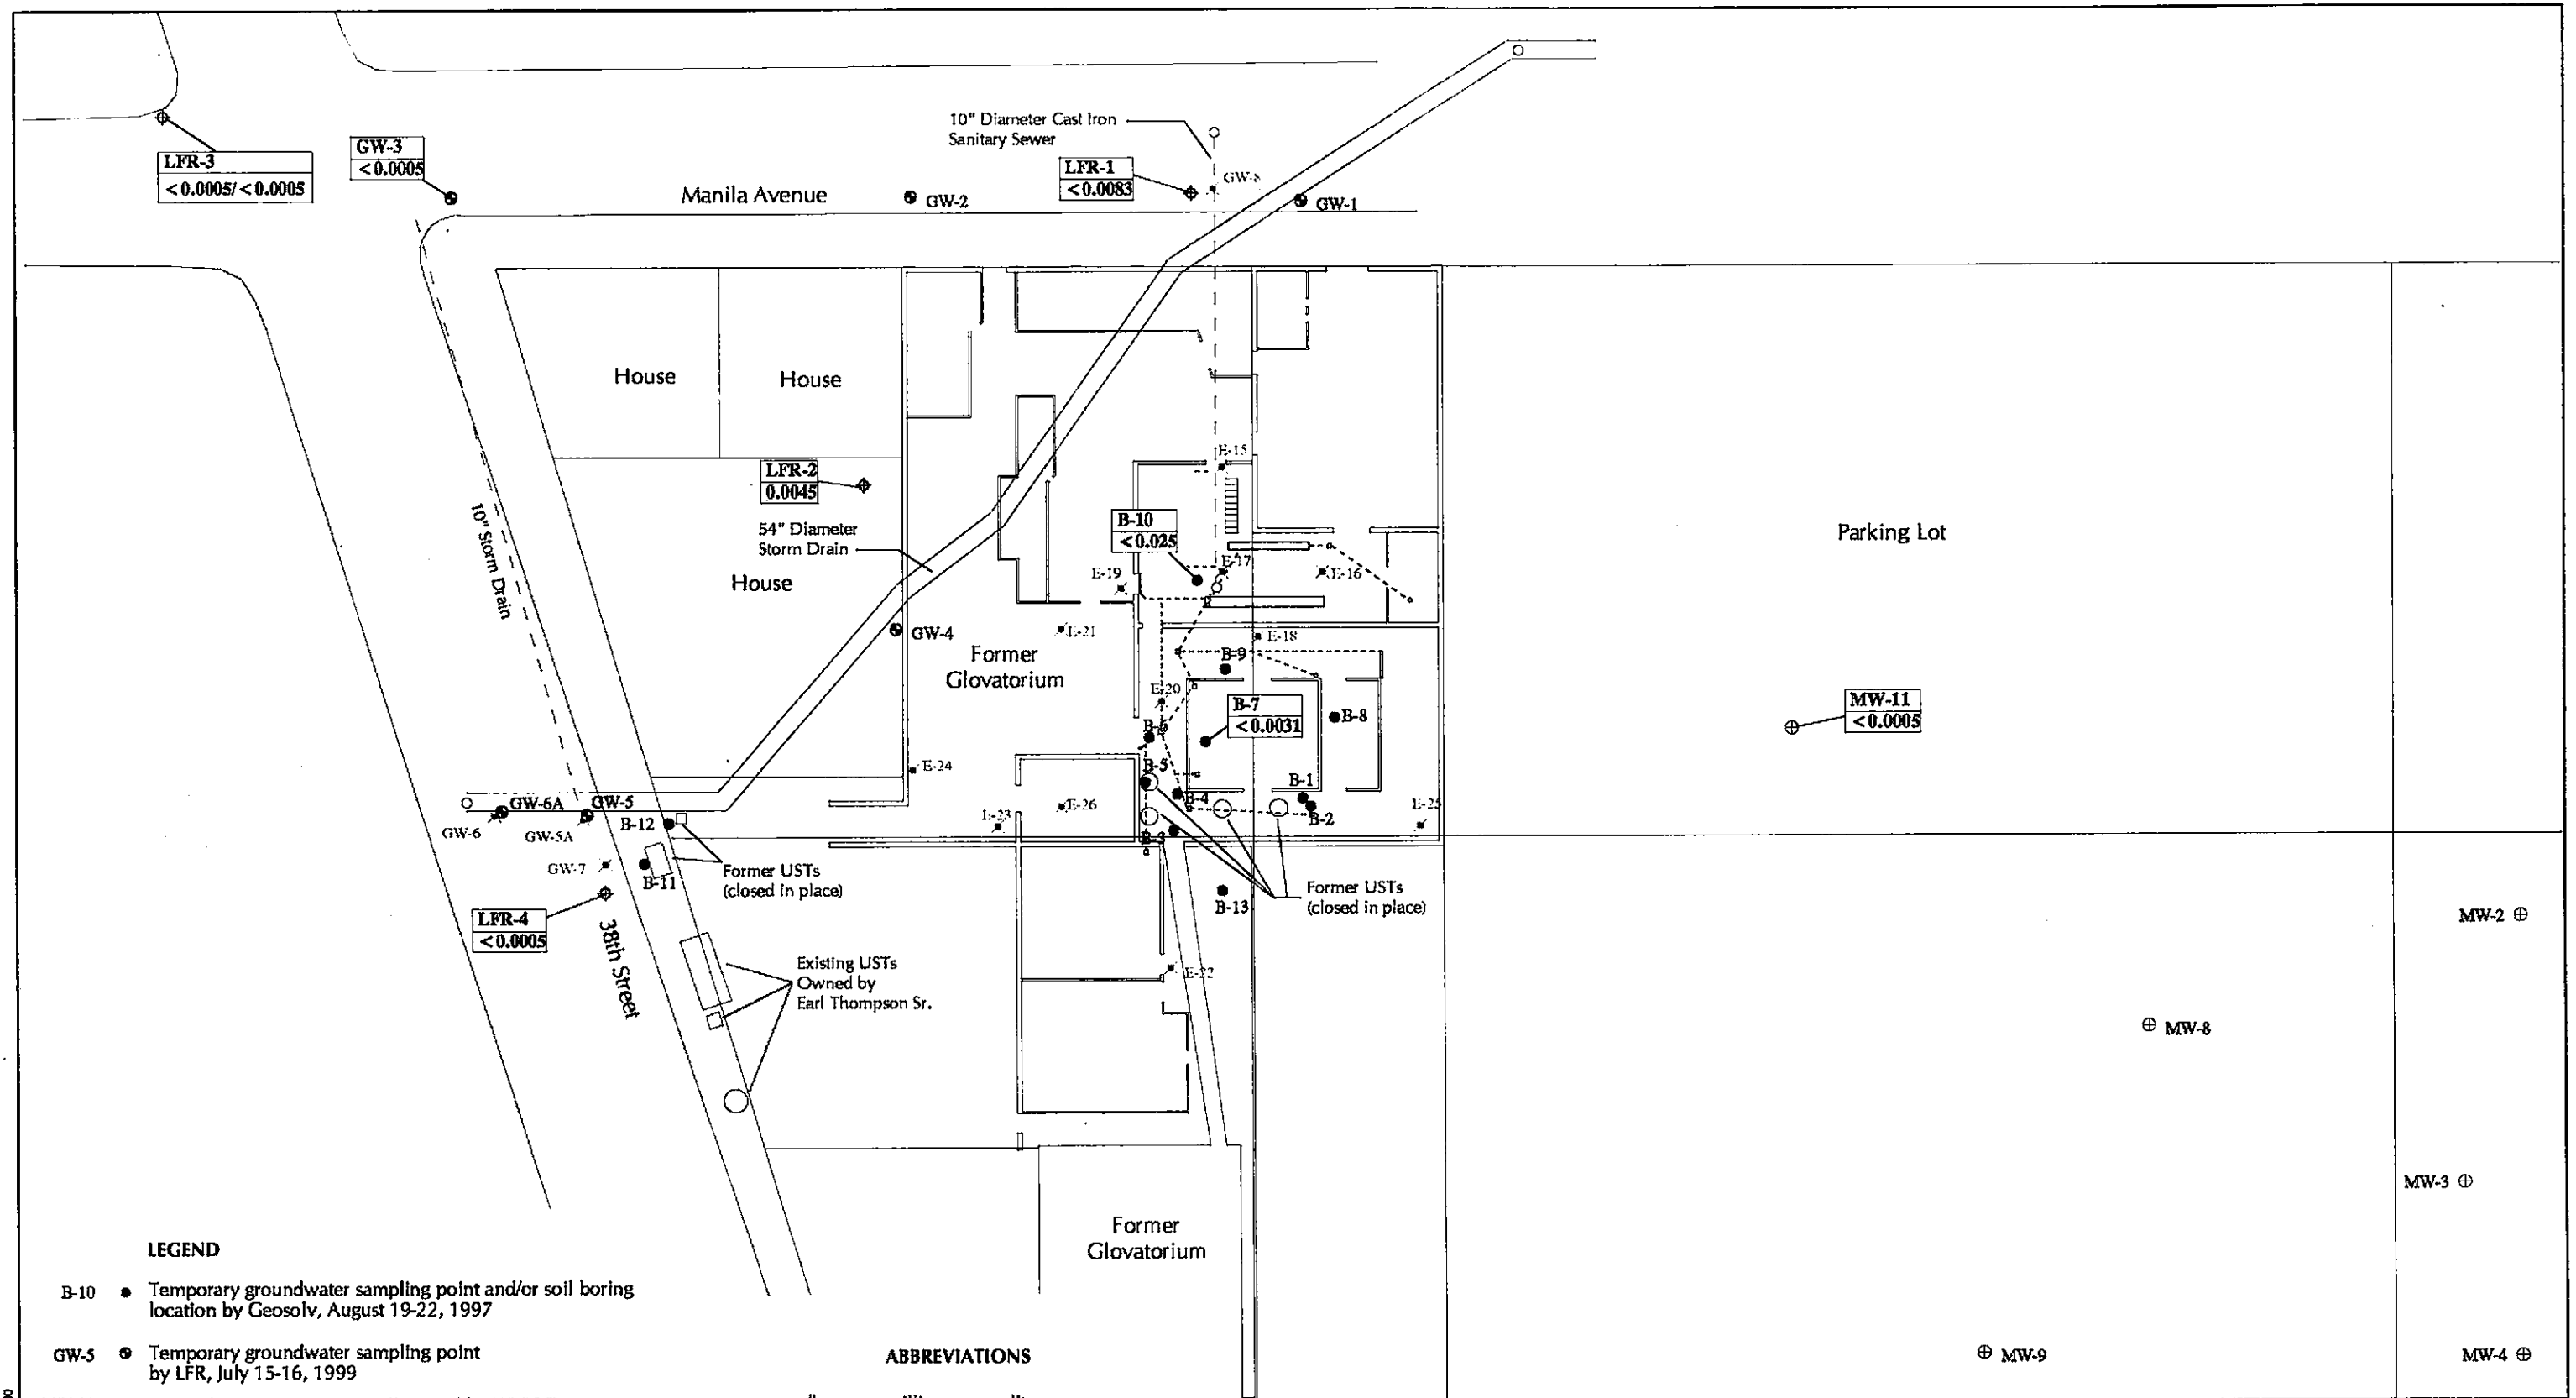 10" Diameter Cast Iron
Sanitary Sewer
LFR-3
<0.0005/<0.0005
GW-3
<0.0005
Manila Avenue
GW-2
LFR-1
<0.0083
GW-8
GW-1
House
House
LFR-2
0.0045
54" Diameter
Storm Drain
10" Storm Drain
House
E-15
B-10
<0.025
E-17
E-16
E-19
Parking Lot
GW-4
E-21
E-18
Former
Glovatorium
B-9
E-20
B-7
<0.0031
B-8
B-6
MW-11
<0.0005
E-24
B-5
B-1
B-4
B-2
E-25
GW-6A
GW-5
GW-6
GW-5A
B-12
E-26
E-23
B-3
GW-7
B-11
Former USTs
(closed in place)
Former USTs
(closed in place)
B-13
LFR-4
<0.0005
38th Street
MW-2
Existing USTs
Owned by
Earl Thompson Sr.
E-22
MW-8
MW-3
Former
Glovatorium
LEGEND
B-10 Temporary groundwater sampling point and/or soil boring
location by Geosolv, August 19-22, 1997
GW-5 Temporary groundwater sampling point
by LFR, July 15-16, 1999
ABBREVIATIONS
MW-9
MW-4